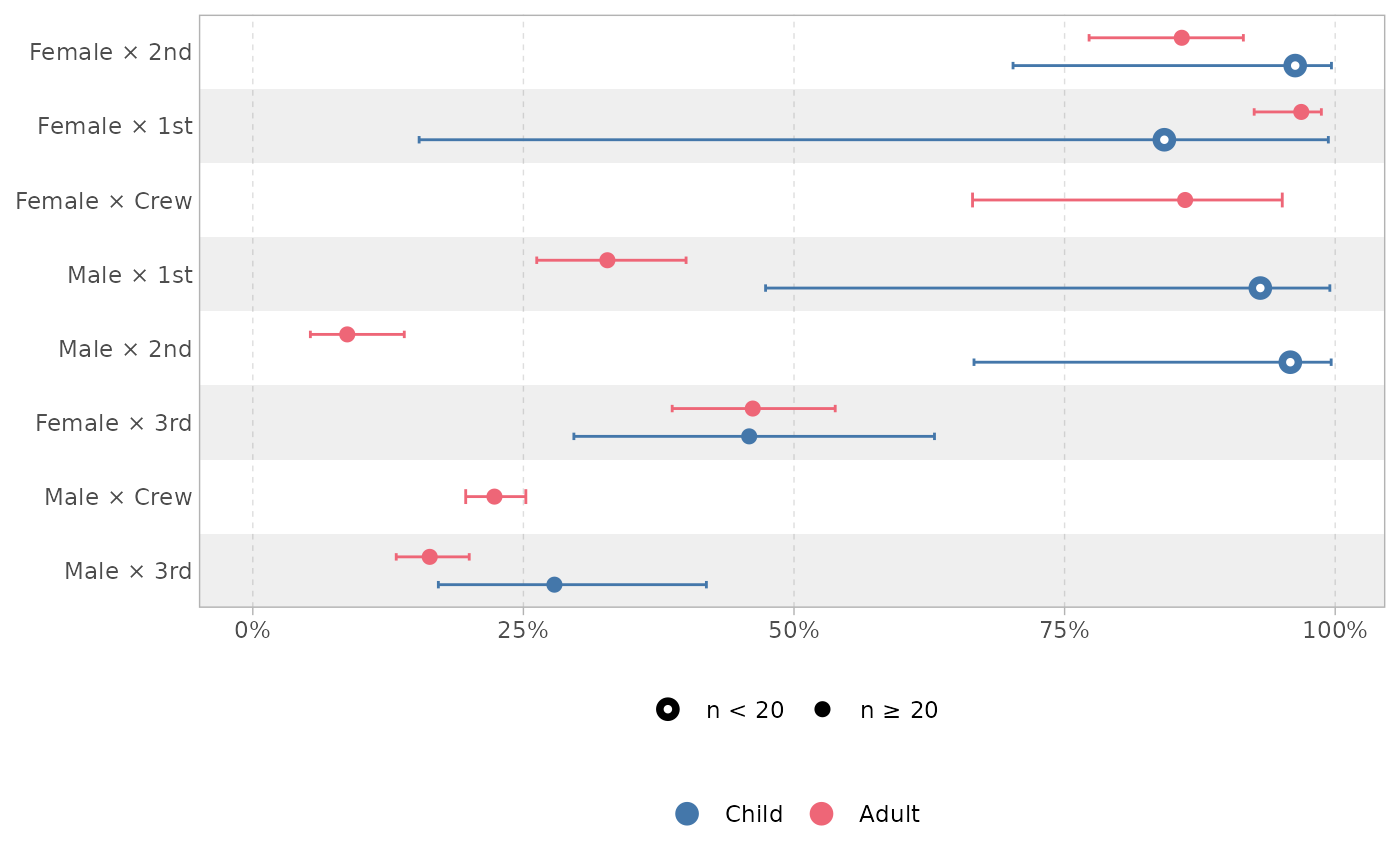 Female × 2nd
Female × 1st
Female × Crew
Male × 1st
Male × 2nd
Female × 3rd
Male × Crew
Male × 3rd
0% 25% 50% 75% 100%
n < 20 n ≥ 20
Child Adult